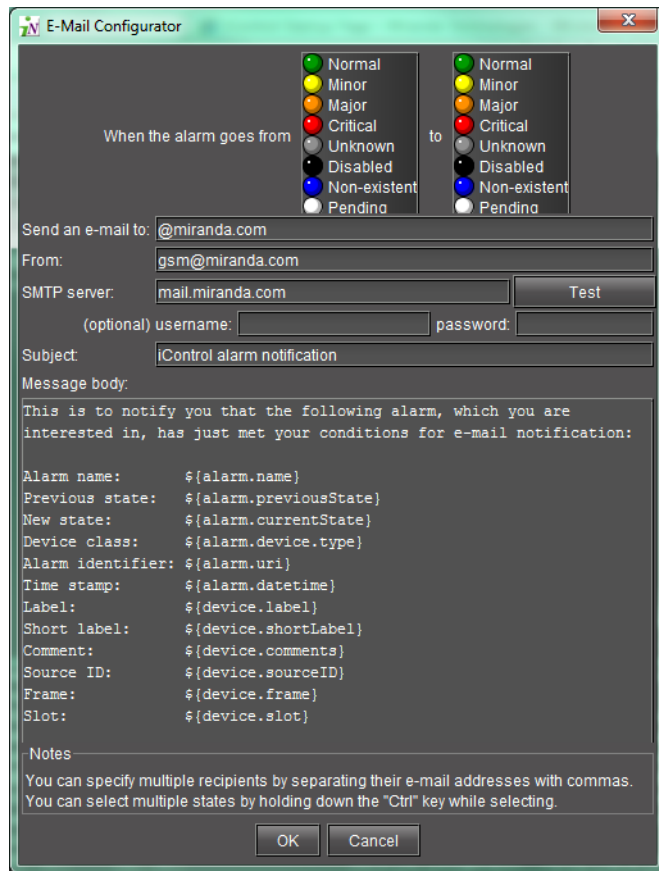 E-Mail Configurator
Normal
Minor
Major
Critical
Unknown
Disabled
Non-existent
Pending
When the alarm goes from
to
Normal
Minor
Major
Critical
Unknown
Disabled
Non-existent
Pending
Send an e-mail to: @miranda.com
From: gsm@miranda.com
SMTP server: mail.miranda.com Test
(optional) username: password:
Subject: iControl alarm notification
Message body:
This is to notify you that the following alarm, which you are
interested in, has just met your conditions for e-mail notification:
Alarm name: ${alarm.name}
Previous state: ${alarm.previousState}
New state: ${alarm.currentState}
Device class: ${alarm.device.type}
Alarm identifier: ${alarm.uri}
Time stamp: ${alarm.datetime}
Label: ${device.label}
Short label: ${device.shortLabel}
Comment: ${device.comments}
Source ID: ${device.sourceID}
Frame: ${device.frame}
Slot: ${device.slot}
Notes
You can specify multiple recipients by separating their e-mail addresses with commas.
You can select multiple states by holding down the "Ctrl" key while selecting.
OK Cancel